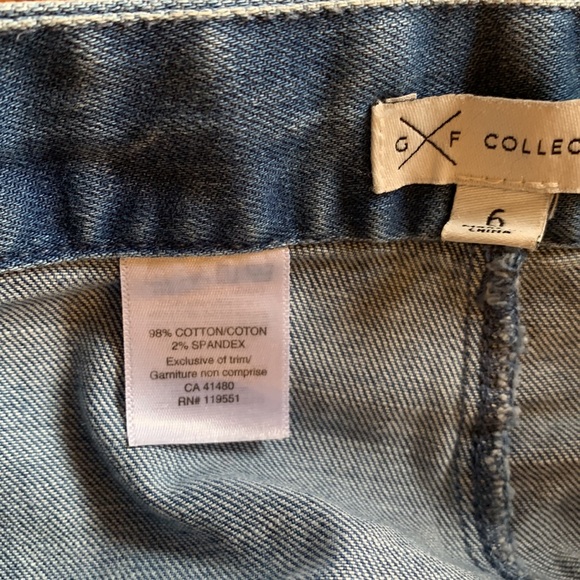 G F COLLEC
6
98% COTTON/COTON
2% SPANDEX
Exclusive of trim/
Garniture non comprise
CA 41480
RN# 119551